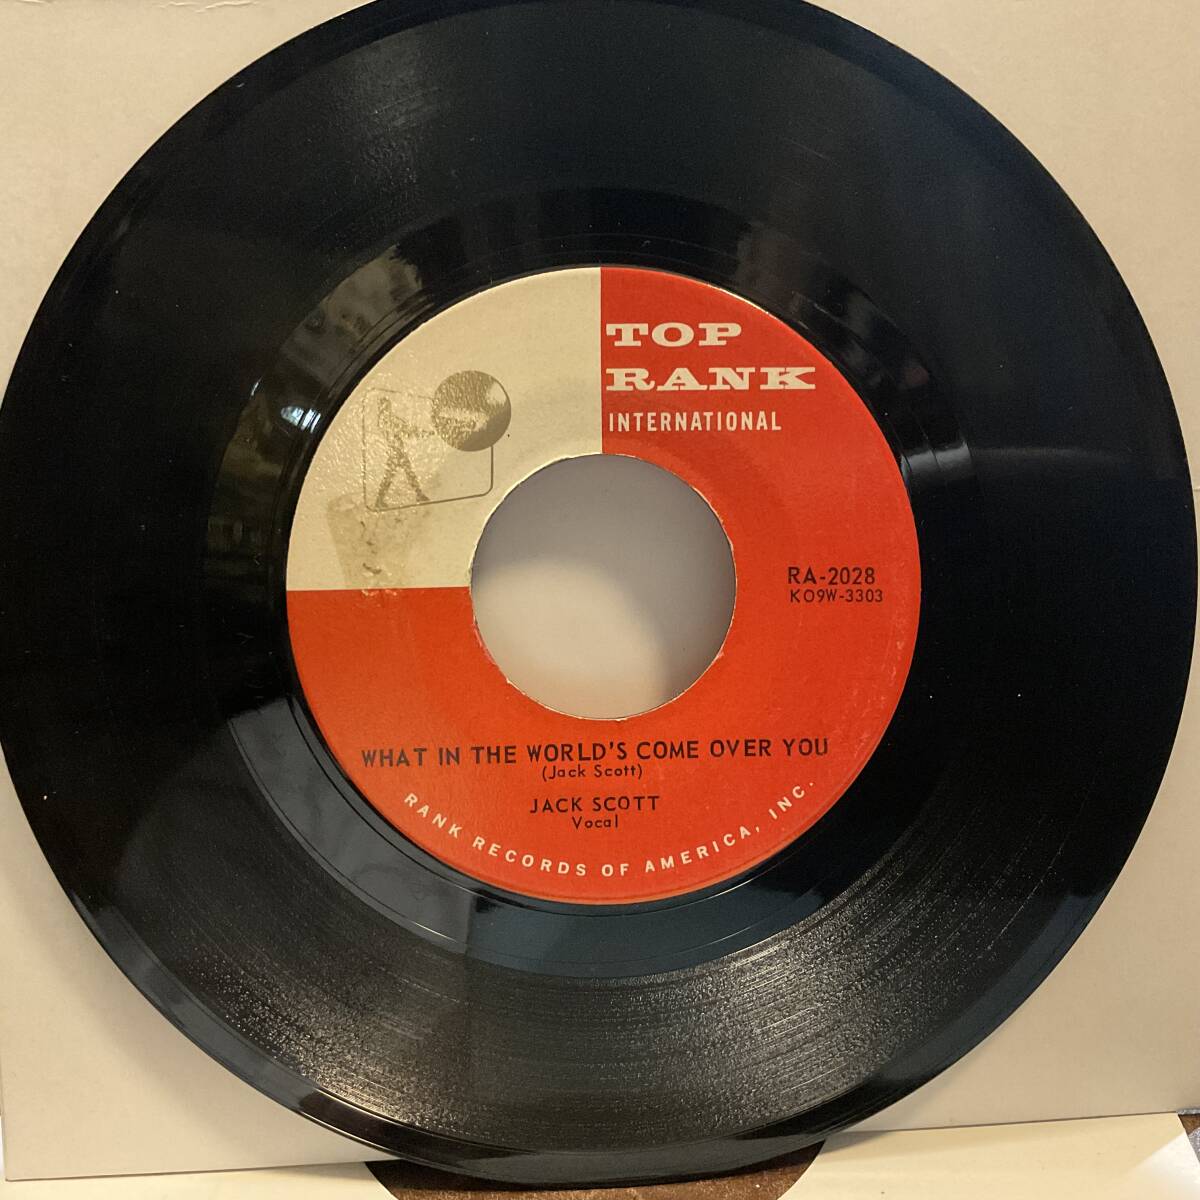 TOP
RANK
INTERNATIONAL
RA-2028
KO9W-3303
WHAT IN THE WORLD'S COME OVER YOU
(Jack Scott)
JACK SCOTT
Vocal
RANK RECORDS OF AMERICA, INC.